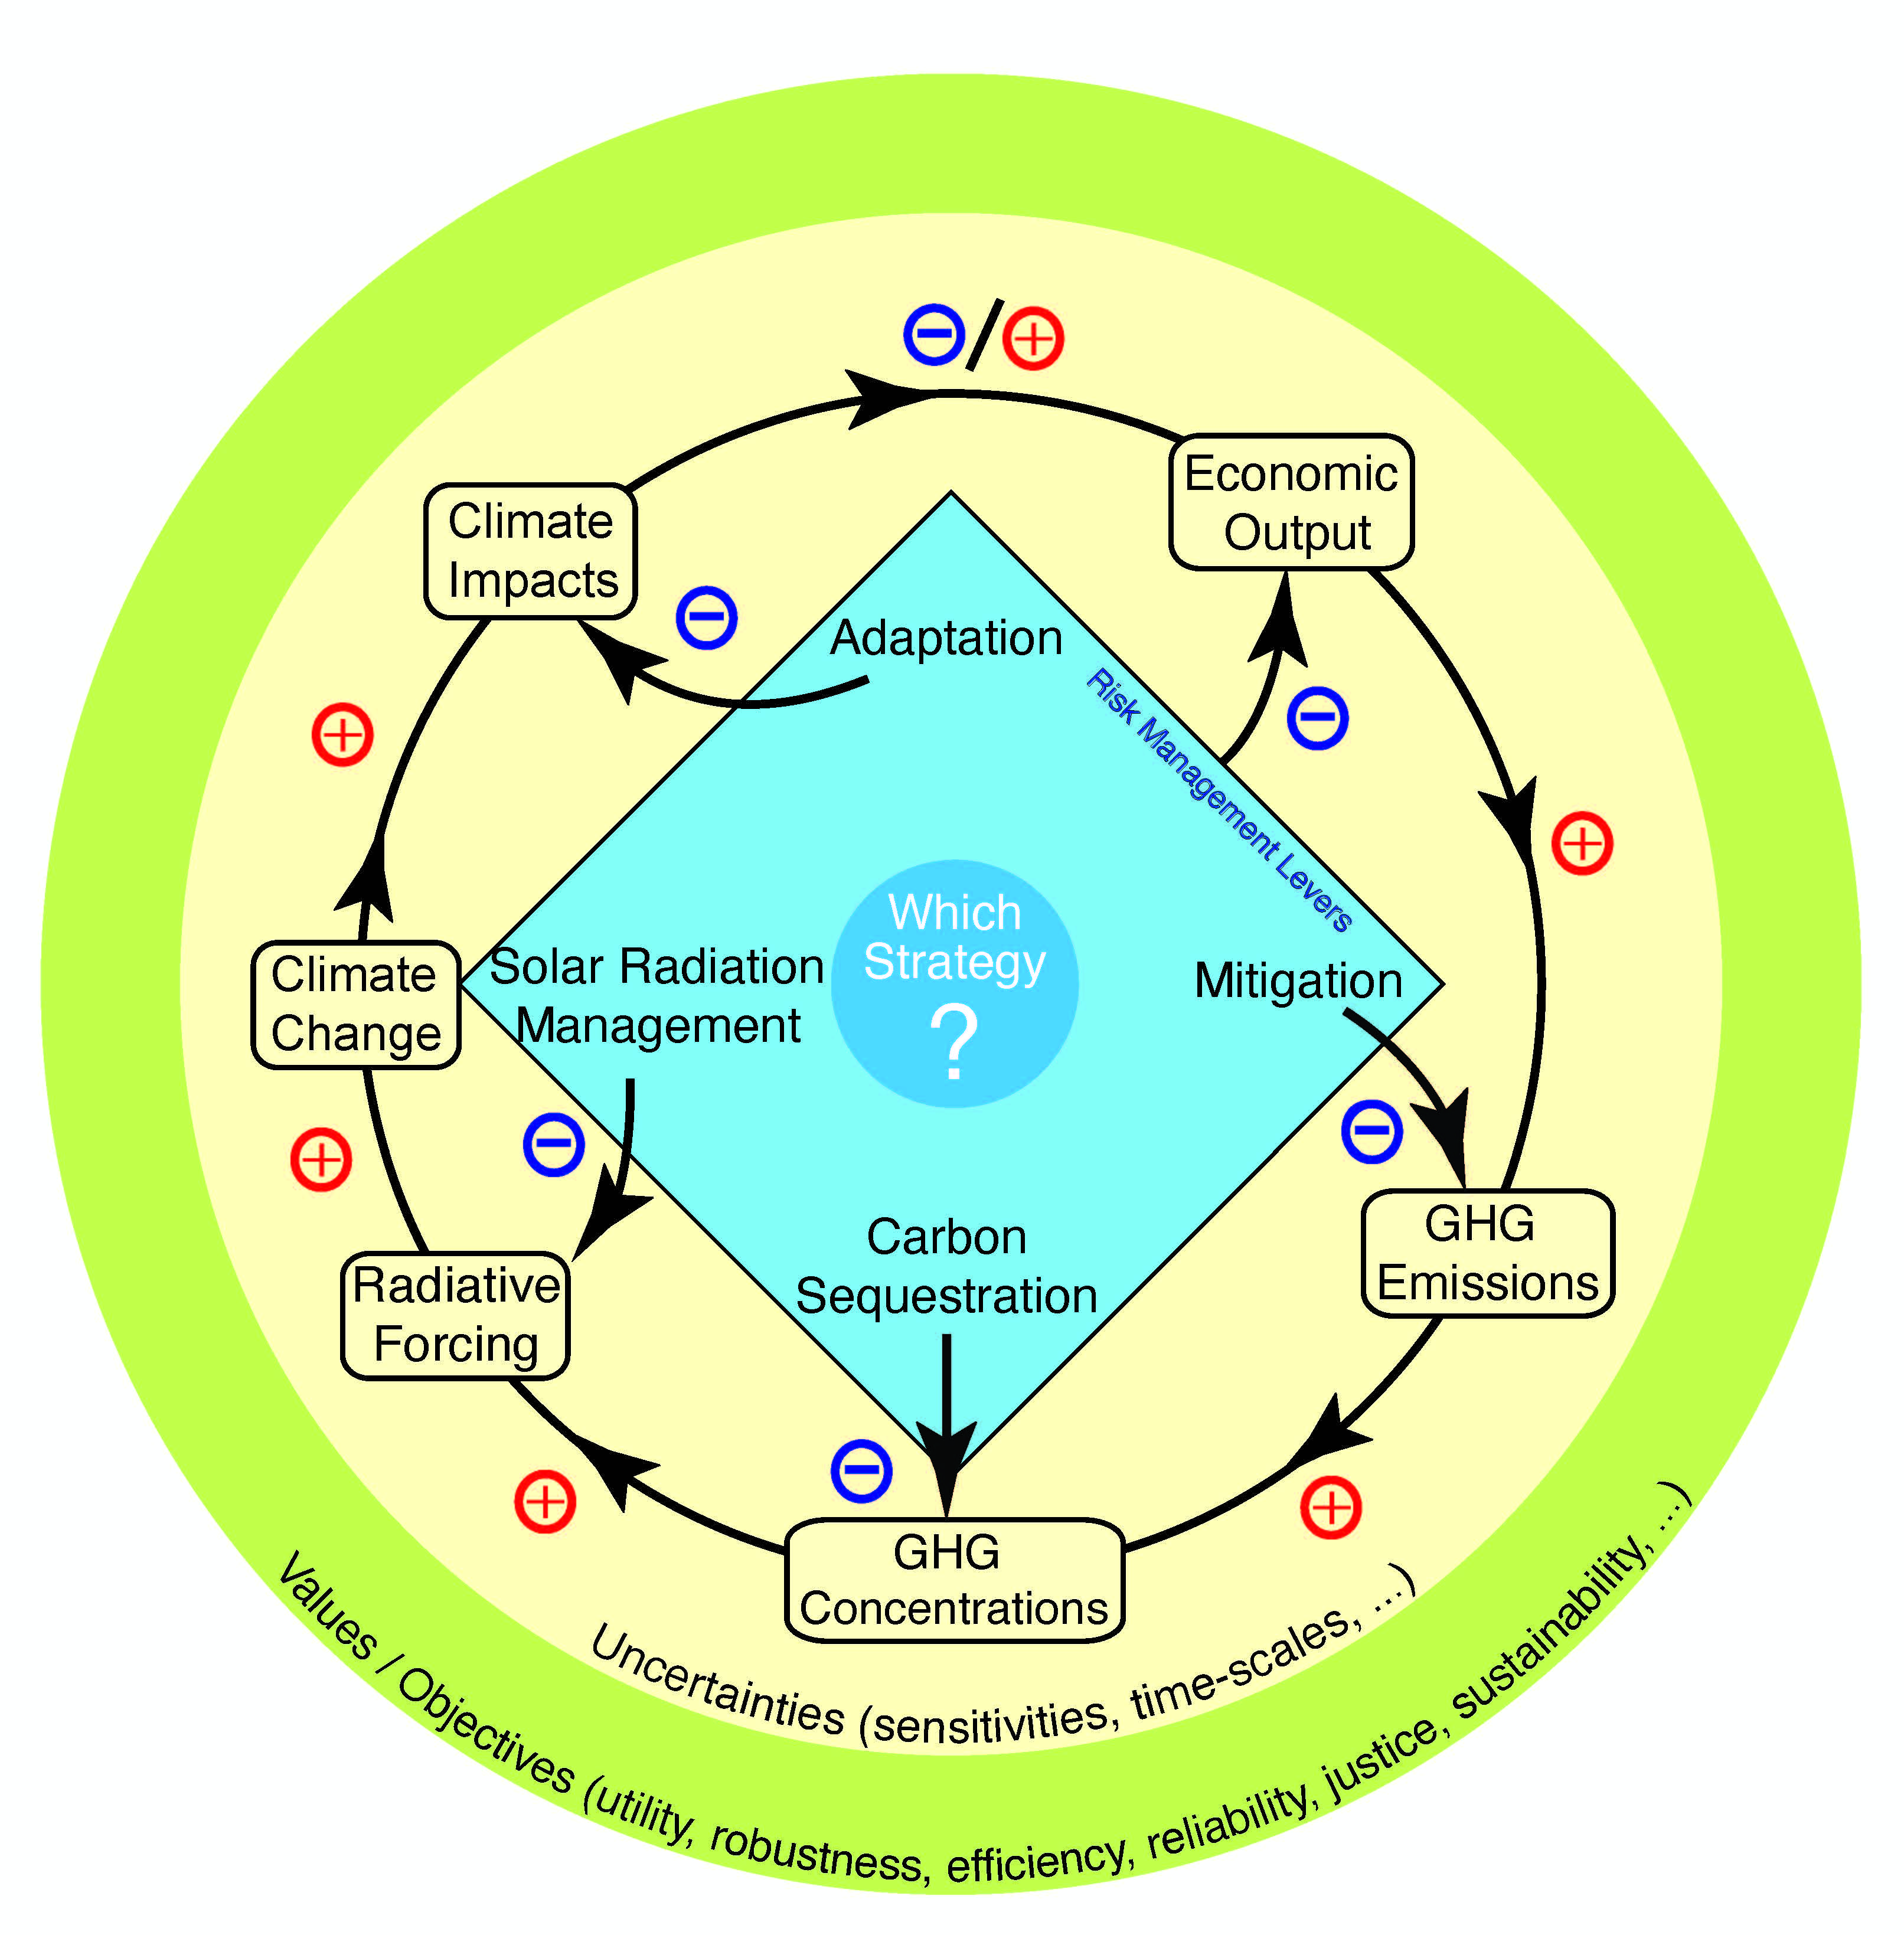 Economic
Output
Climate
Impacts
Adaptation
Risk Management Levers
Which
Strategy
?
Solar Radiation
Management
Mitigation
Climate
Change
GHG
Emissions
Carbon
Sequestration
Radiative
Forcing
GHG
Concentrations
Uncertainties (sensitivities, time-scales, ...)
Values / Objectives (utility, robustness, efficiency, reliability, justice, sustainability, ...)